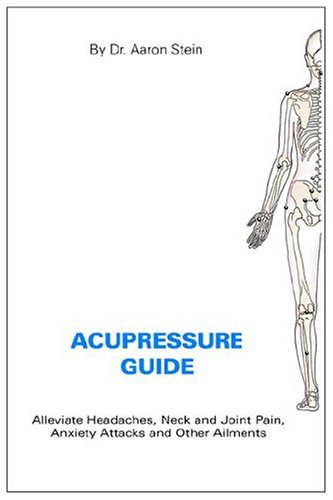 By Dr. Aaron Stein
ACUPRESSURE
GUIDE
Alleviate Headaches, Neck and Joint Pain,
Anxiety Attacks and Other Ailments